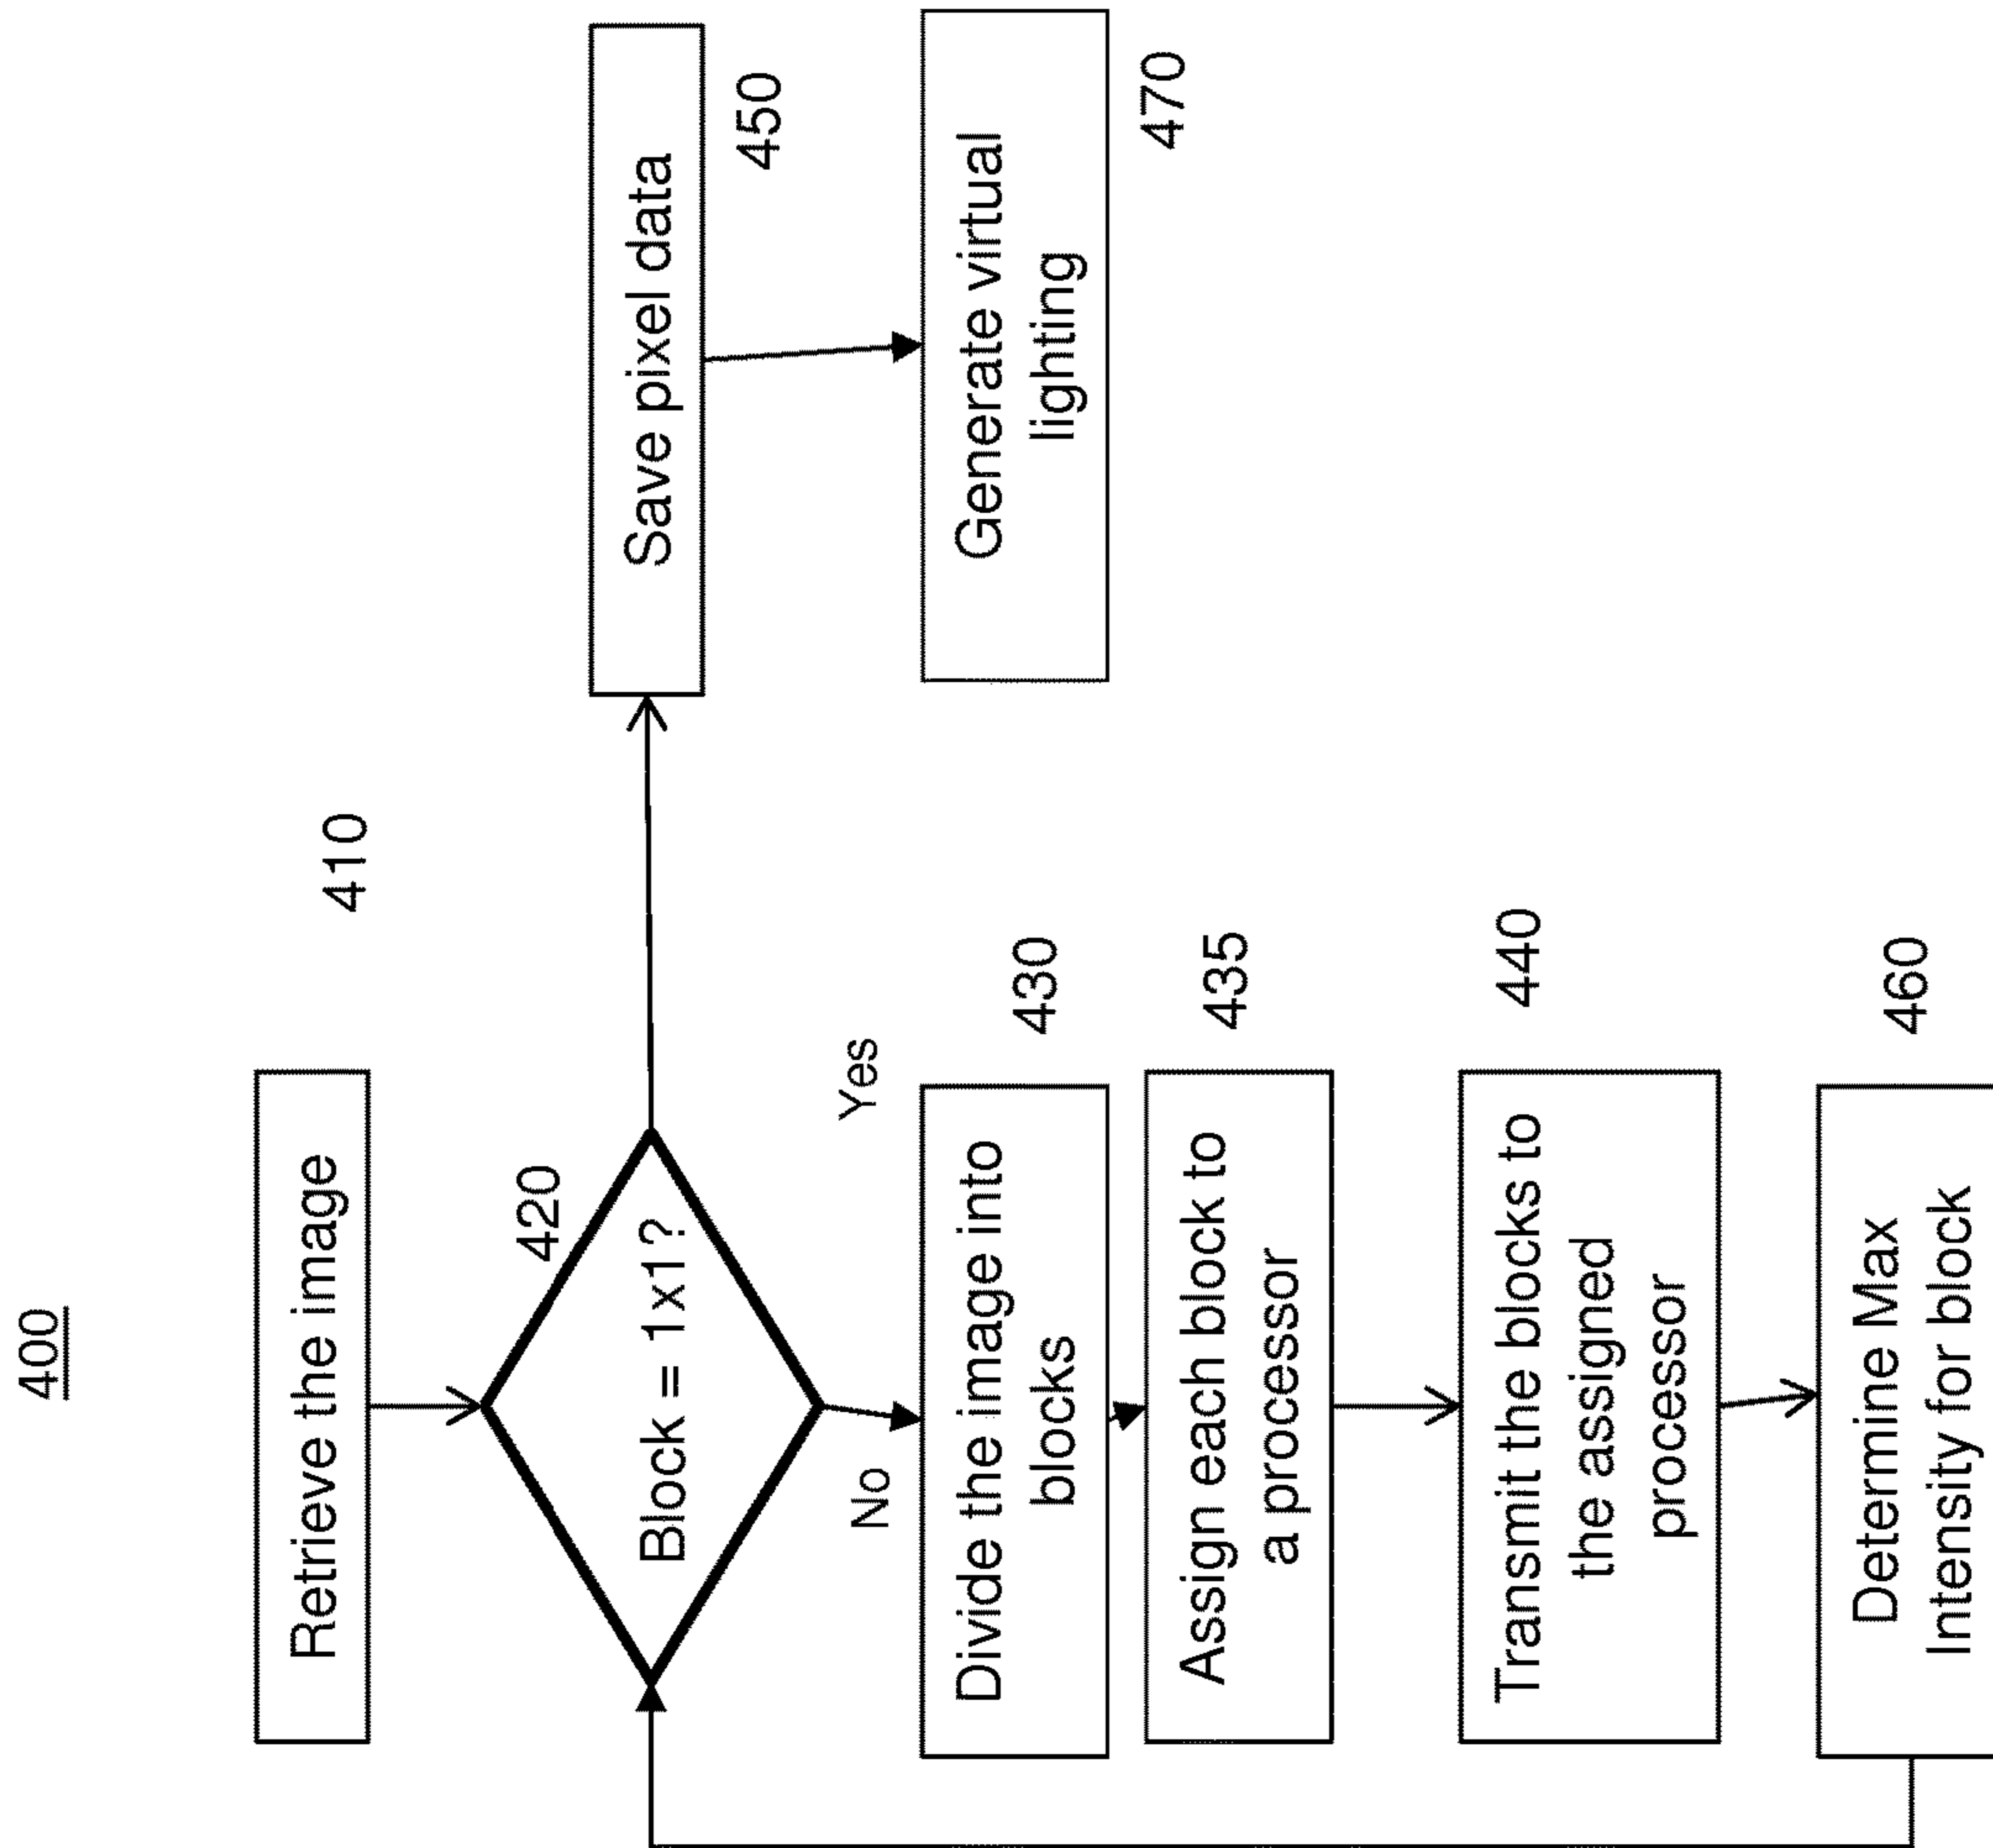 400
Retrieve the image
410
420
Block = 1x1?
Yes
No
Save pixel data
450
Generate virtual
lighting
470
Divide the image into
blocks
430
Assign each block to
a processor
435
Transmit the blocks to
the assigned
processor
440
Determine Max
Intensity for block
460